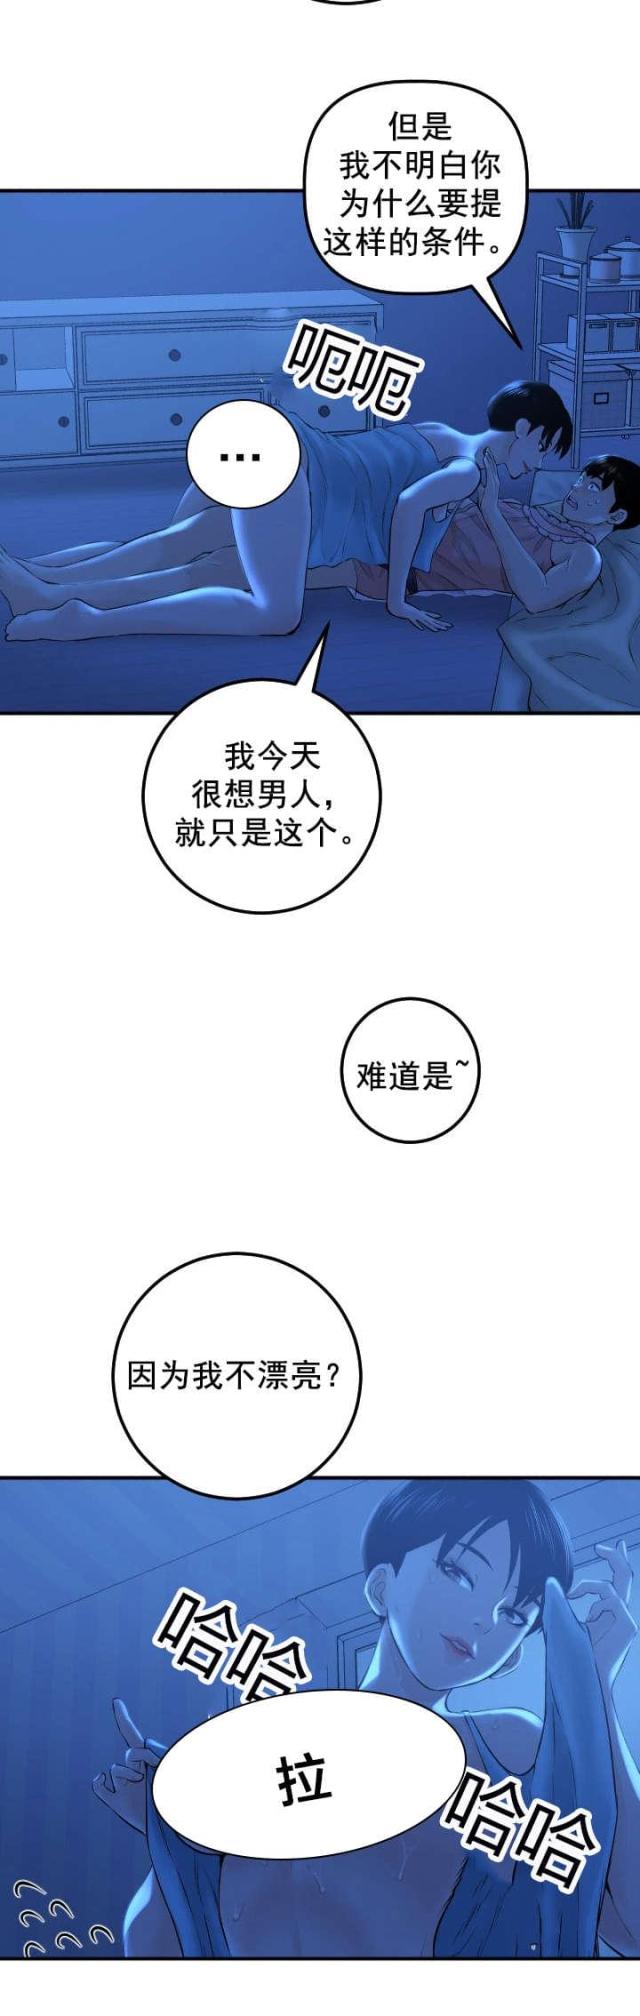 但是
我不明白你
为什么要提
这样的条件。
呃呃
...
我今天
很想男人，
就只是这个。
难道是~
因为我不漂亮？
哈哈
拉
哈哈